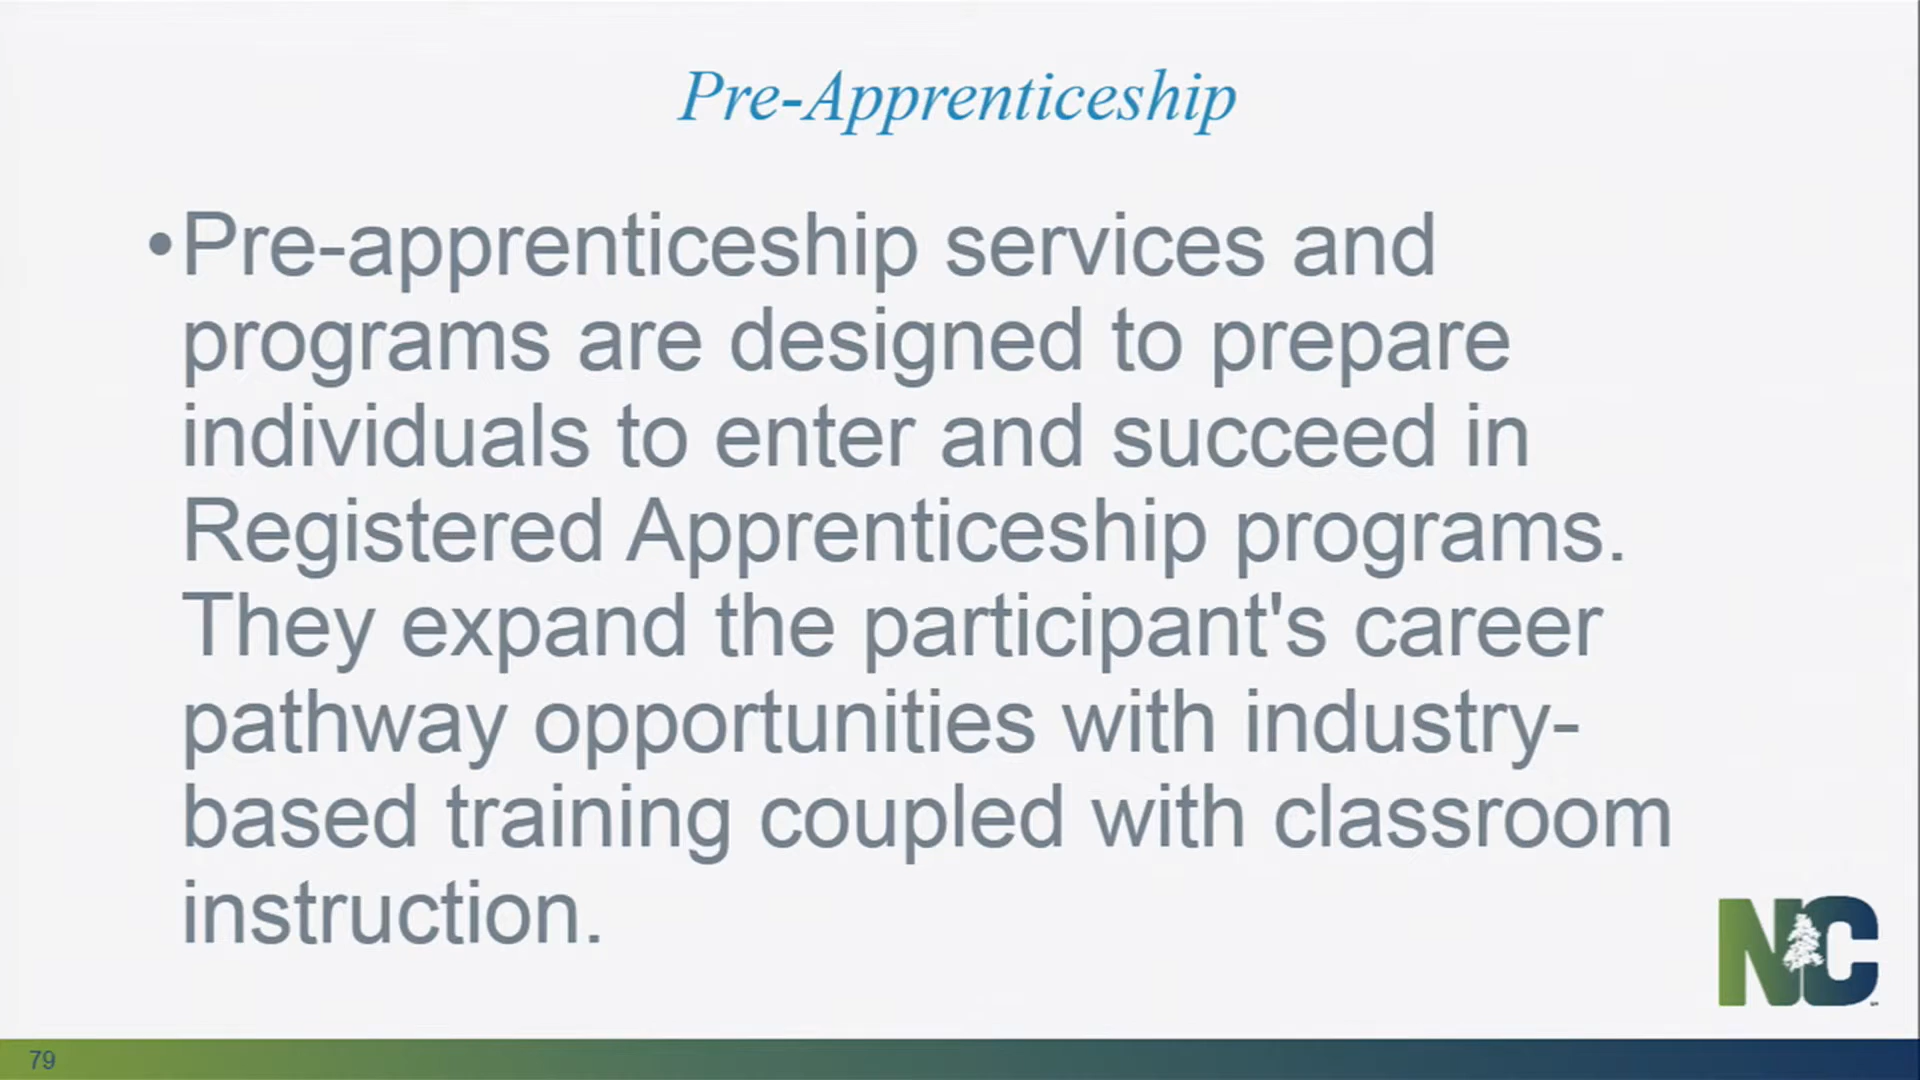 Pre-Apprenticeship
•Pre-apprenticeship services and
programs are designed to prepare
individuals to enter and succeed in
Registered Apprenticeship programs.
They expand the participant's career
pathway opportunities with industry-
based training coupled with classroom
instruction.
NC
79